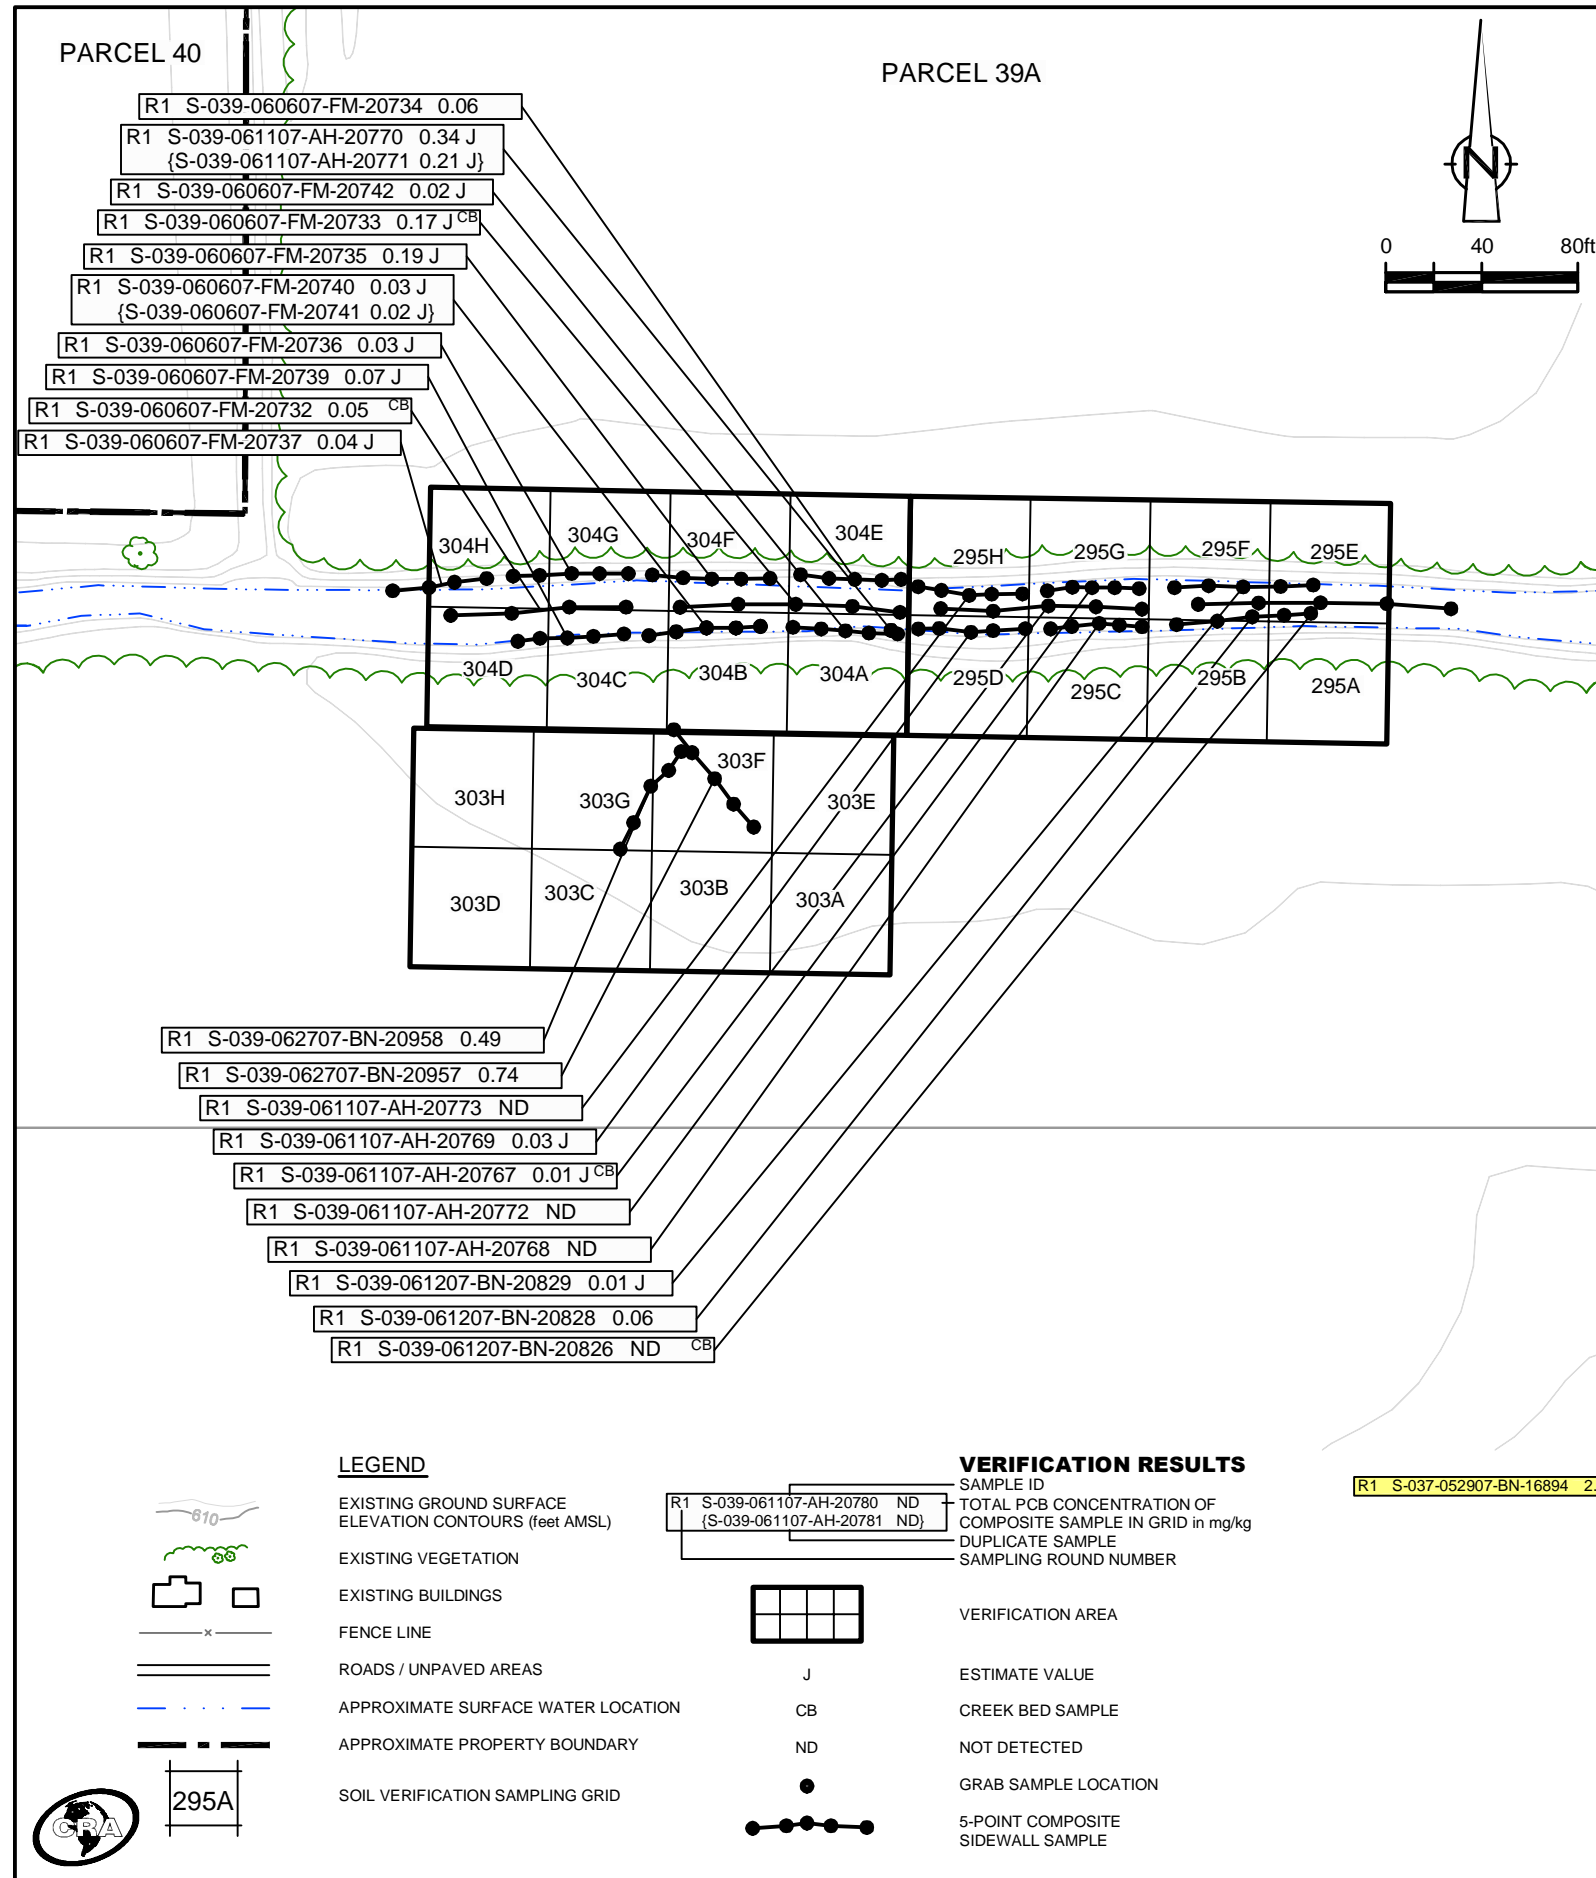 PARCEL 40
PARCEL 39A
N
0 40 80ft
R1 S-039-060607-FM-20734 0.06
R1 S-039-061107-AH-20770 0.34 J
{S-039-061107-AH-20771 0.21 J}
R1 S-039-060607-FM-20742 0.02 J
R1 S-039-060607-FM-20733 0.17 J CB
R1 S-039-060607-FM-20735 0.19 J
R1 S-039-060607-FM-20740 0.03 J
{S-039-060607-FM-20741 0.02 J}
R1 S-039-060607-FM-20736 0.03 J
R1 S-039-060607-FM-20739 0.07 J
R1 S-039-060607-FM-20732 0.05 CB
R1 S-039-060607-FM-20737 0.04 J
304H 304G 304F 304E 295H 295G 295F 295E
304D 304C 304B 304A 295D 295C 295B 295A
303H 303G 303F 303E
303D 303C 303B 303A
R1 S-039-062707-BN-20958 0.49
R1 S-039-062707-BN-20957 0.74
R1 S-039-061107-AH-20773 ND
R1 S-039-061107-AH-20769 0.03 J
R1 S-039-061107-AH-20767 0.01 J CB
R1 S-039-061107-AH-20772 ND
R1 S-039-061107-AH-20768 ND
R1 S-039-061207-BN-20829 0.01 J
R1 S-039-061207-BN-20828 0.06
R1 S-039-061207-BN-20826 ND CB
LEGEND
610
EXISTING GROUND SURFACE
ELEVATION CONTOURS (feet AMSL)
EXISTING VEGETATION
EXISTING BUILDINGS
x
FENCE LINE
ROADS / UNPAVED AREAS
APPROXIMATE SURFACE WATER LOCATION
APPROXIMATE PROPERTY BOUNDARY
295A
SOIL VERIFICATION SAMPLING GRID
CRA
VERIFICATION RESULTS
R1 S-039-061107-AH-20780 ND
{S-039-061107-AH-20781 ND}
SAMPLE ID
TOTAL PCB CONCENTRATION OF
COMPOSITE SAMPLE IN GRID in mg/kg
DUPLICATE SAMPLE
SAMPLING ROUND NUMBER
VERIFICATION AREA
J ESTIMATE VALUE
CB CREEK BED SAMPLE
ND NOT DETECTED
GRAB SAMPLE LOCATION
5-POINT COMPOSITE
SIDEWALL SAMPLE
R1 S-037-052907-BN-16894 2.